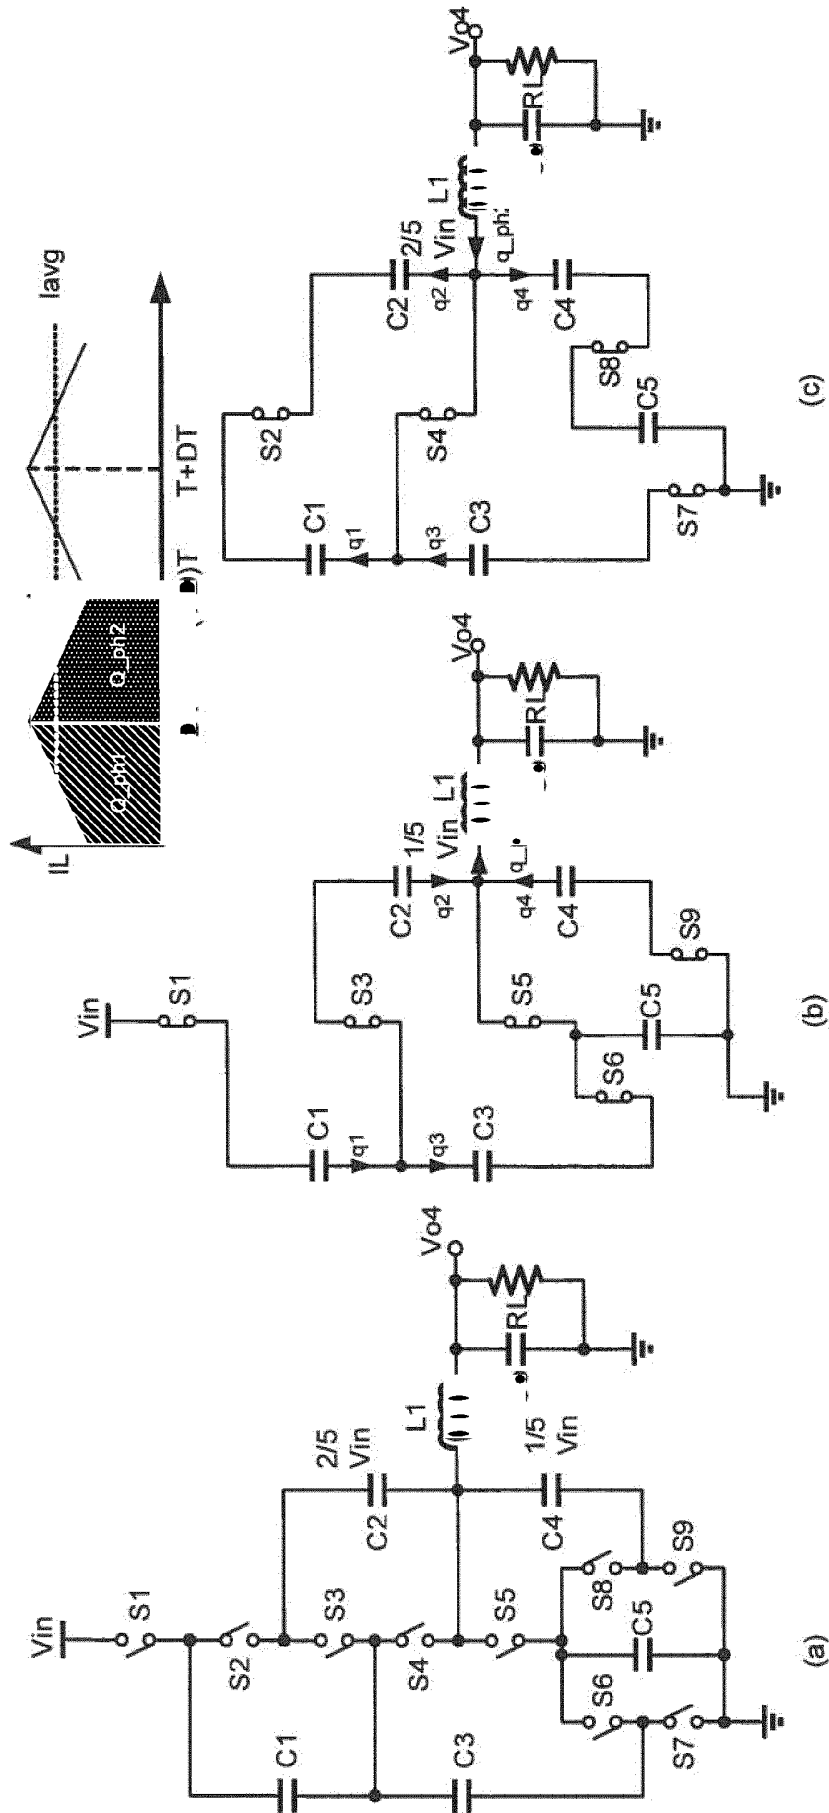 Vin
S1
S2
S3
S4
S5
S6
S7
S8
S9
C1
C2
C3
C4
C5
2/5
Vin
1/5
Vin
L1
RL
Vo4
(a)
Vin
S1
S3
S5
S6
S9
C1
C2
C3
C4
C5
q1
q2
q3
q4
1/5
Vin
L1
RL
Vo4
(b)
IL
Q_ph1
Q_ph2
)T
T+DT
Iavg
S2
S4
S7
S8
C1
C2
C3
C4
C5
q1
q2
q3
q4
2/5
Vin
q_ph
L1
RL
Vo4
(c)